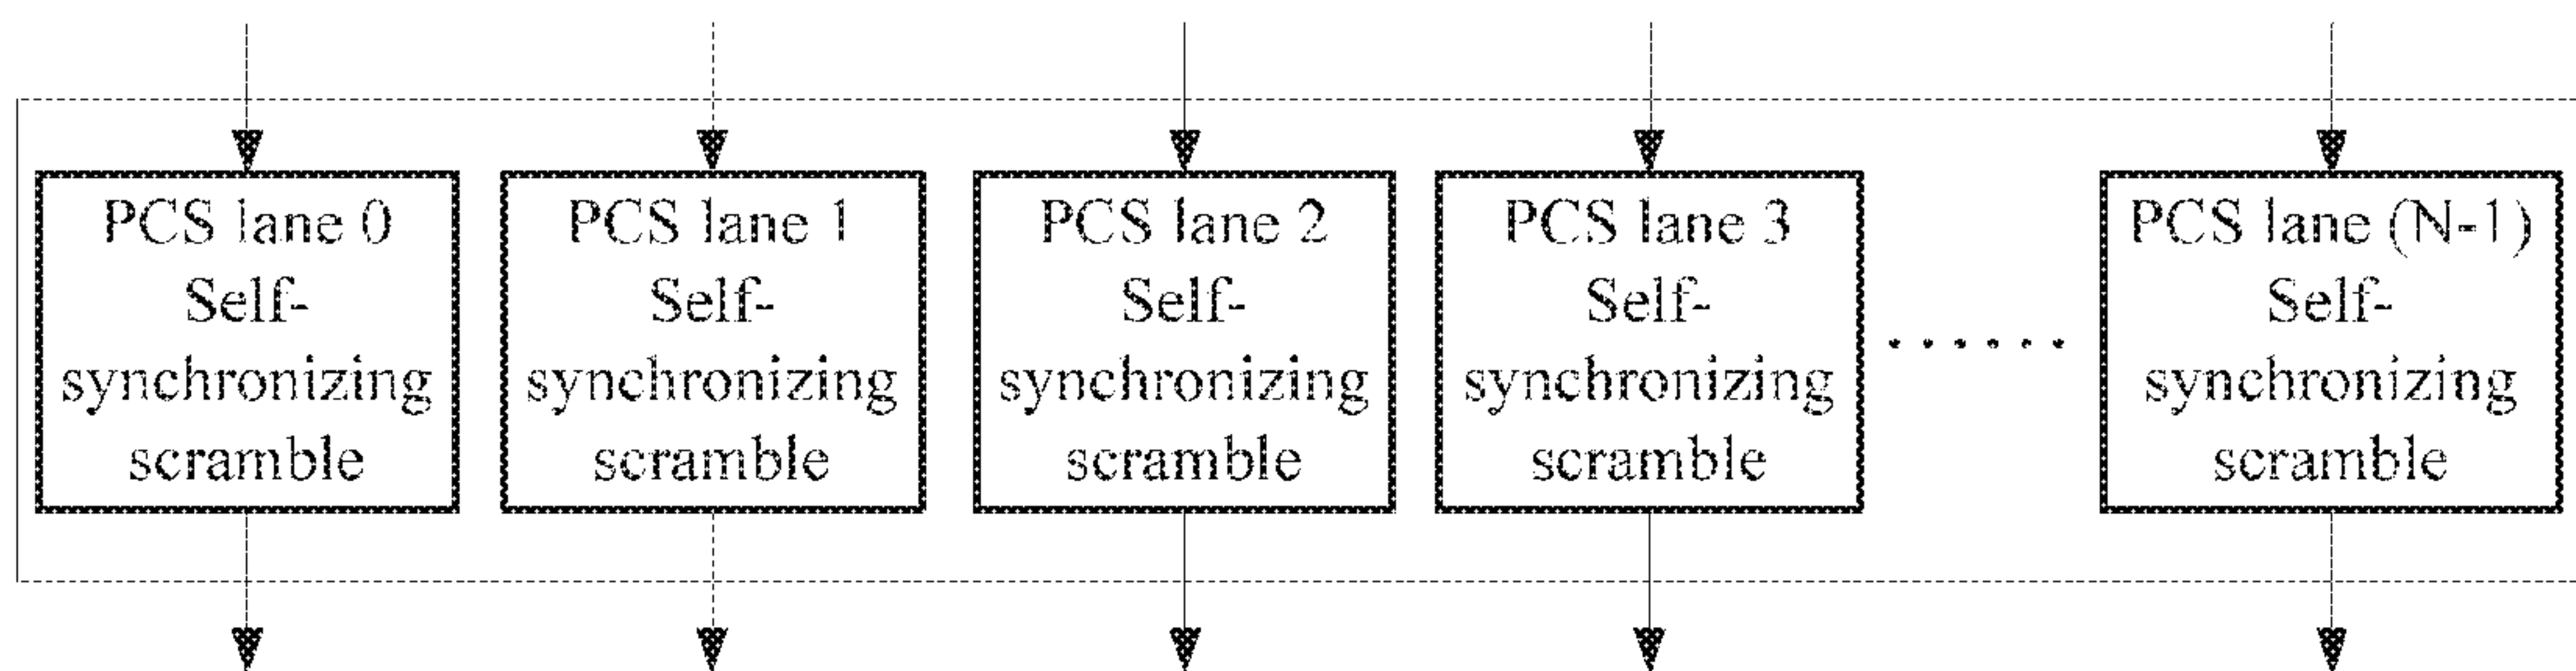 PCS lane 0
Self-
synchronizing
scramble
PCS lane 1
Self-
synchronizing
scramble
PCS lane 2
Self-
synchronizing
scramble
PCS lane 3
Self-
synchronizing
scramble
......
PCS lane (N-1)
Self-
synchronizing
scramble